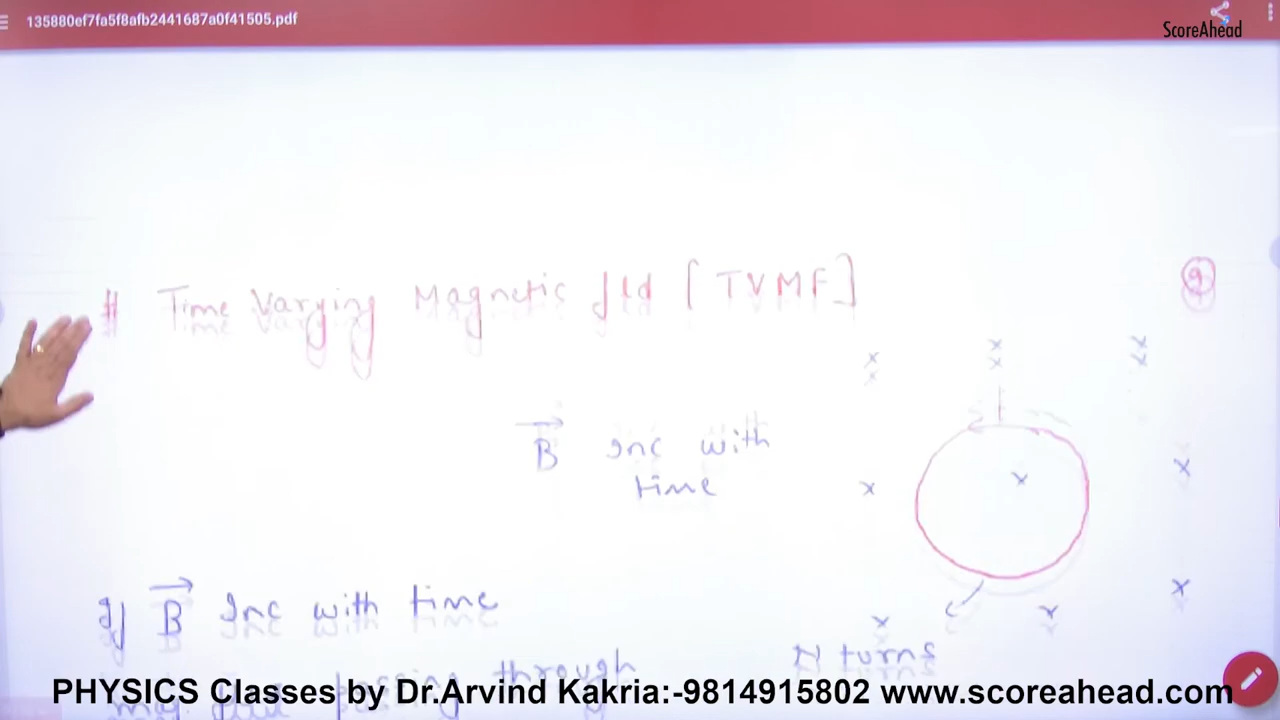 135880ef7fa5f8afb2441687a0f41505.pdf
ScoreAhead
# Time Varying Magnetic fld [TVMF]
9
B Inc with
time
If B Inc with time
N turns
passing through
PHYSICS Classes by Dr.Arvind Kakria:-9814915802 www.scoreahead.com